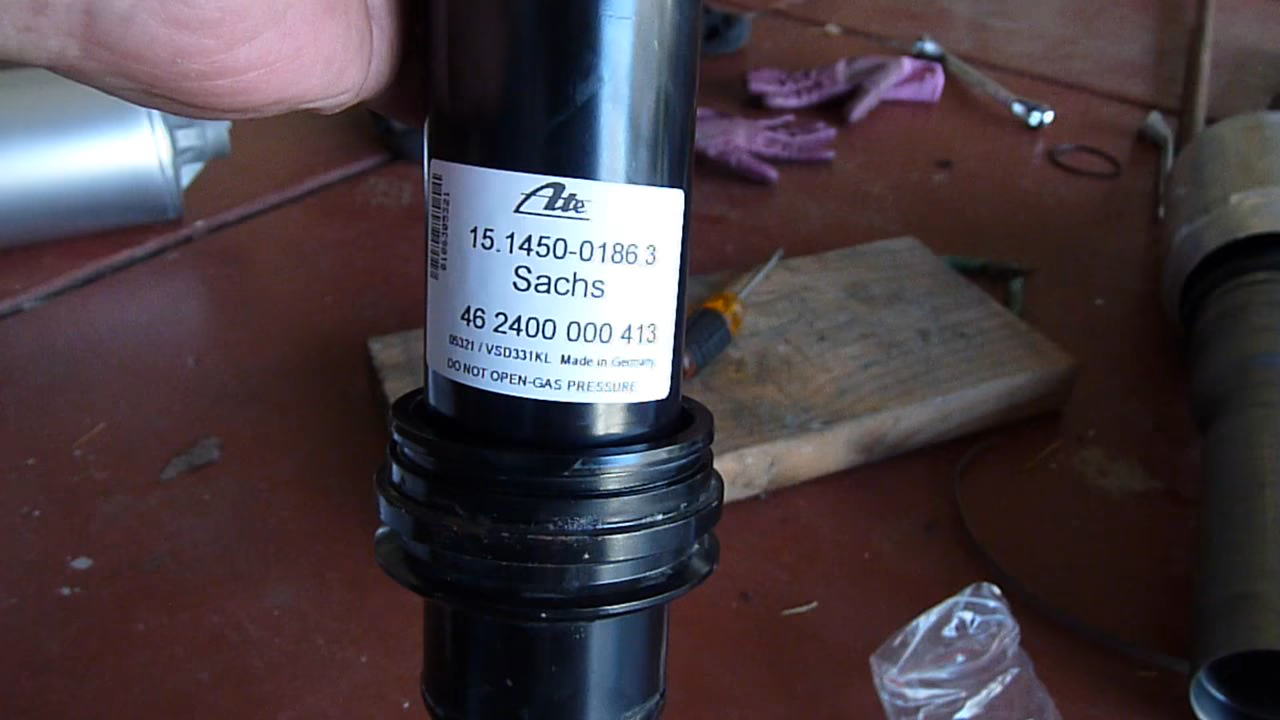 Ate
15.1450-0186.3
Sachs
46 2400 000 413
05321 / VSD331KL Made in Germany
DO NOT OPEN-GAS PRESSURE